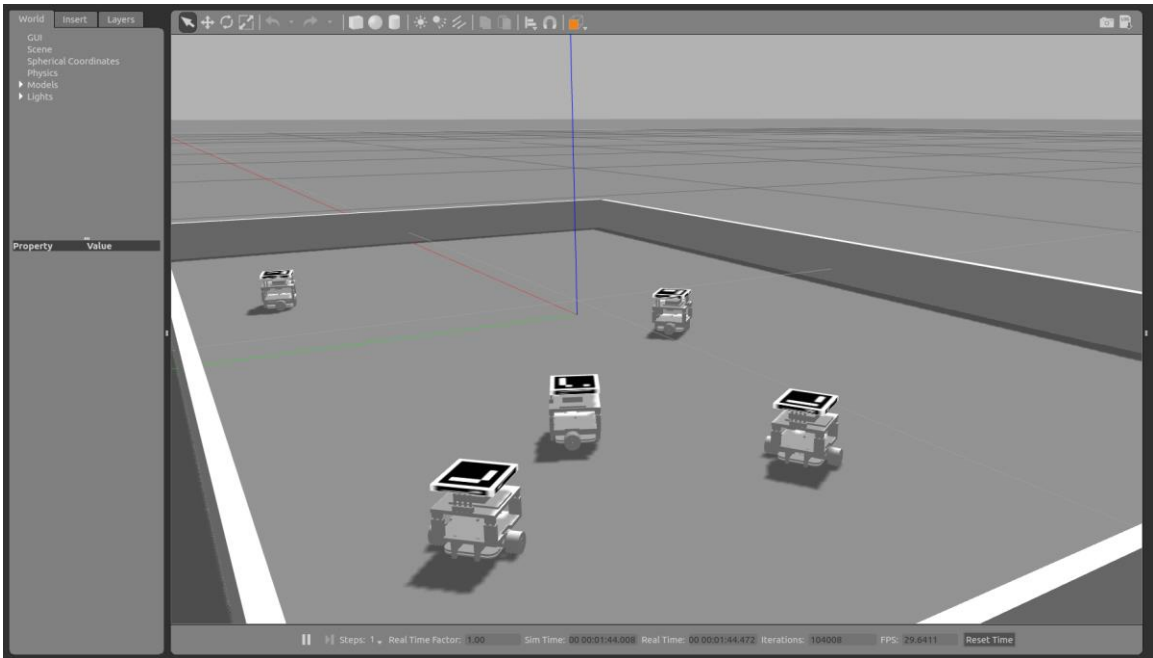 World Insert Layers
GUI
Scene
Spherical Coordinates
Physics
Models
Lights
Property Value
Steps: 1 Real Time Factor: 1.00 Sim Time: 00 00:01:44.008 Real Time: 00 00:01:44.472 Iterations: 104008 FPS: 29.6411 Reset Time